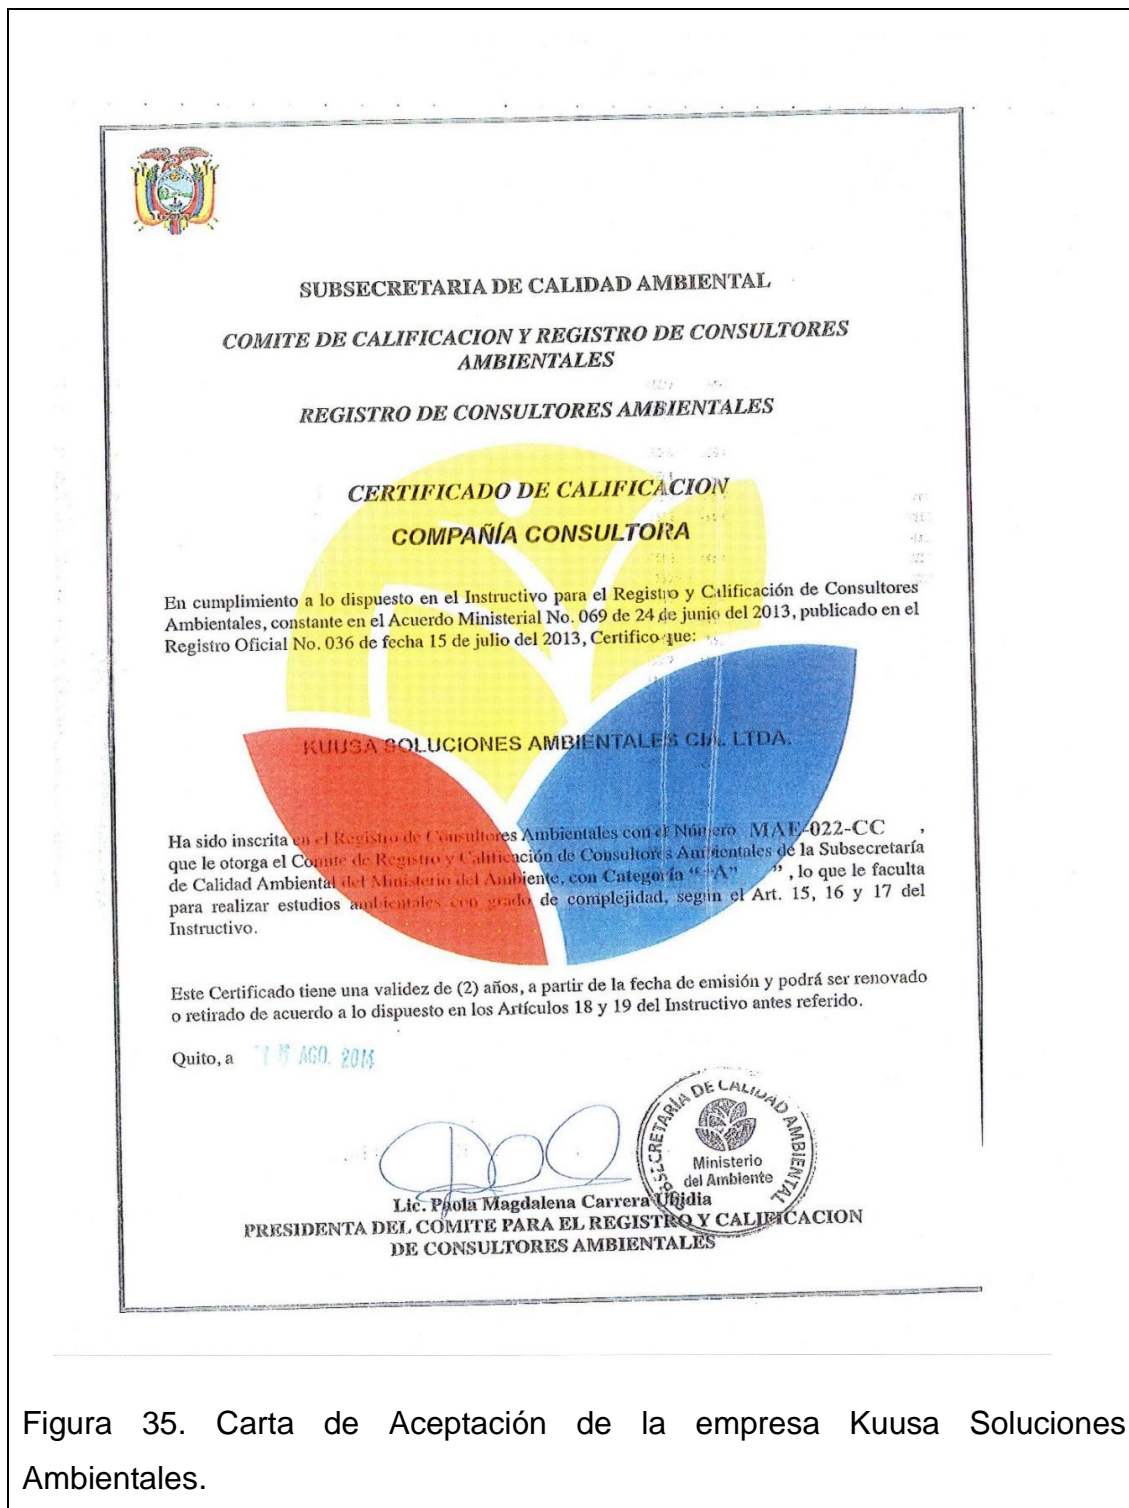 SUBSECRETARIA DE CALIDAD AMBIENTAL
COMITE DE CALIFICACION Y REGISTRO DE CONSULTORES
AMBIENTALES
REGISTRO DE CONSULTORES AMBIENTALES
CERTIFICADO DE CALIFICACION
COMPAÑÍA CONSULTORA
En cumplimiento a lo dispuesto en el Instructivo para el Registro y Calificación de Consultores
Ambientales, constante en el Acuerdo Ministerial No. 069 de 24 de junio del 2013, publicado en el
Registro Oficial No. 036 de fecha 15 de julio del 2013, Certifico que:
KUUSA SOLUCIONES AMBIENTALES CIA. LTDA.
Ha sido inscrita en el Registro de Consultores Ambientales con el Número MAE-022-CC ,
que le otorga el Comite de Registro y Calificación de Consultores Ambientales de la Subsecretaría
de Calidad Ambiental del Ministerio del Ambiente, con Categoría " "A" ", lo que le faculta
para realizar estudios ambientales con grado de complejidad, según el Art. 15, 16 y 17 del
Instructivo.
Este Certificado tiene una validez de (2) años, a partir de la fecha de emisión y podrá ser renovado
o retirado de acuerdo a lo dispuesto en los Artículos 18 y 19 del Instructivo antes referido.
Quito, a AGO. 2014
SUBSECRETARÍA DE CALIDAD AMBIENTAL
Ministerio
del Ambiente
Lic. Paola Magdalena Carrera Ubidia
PRESIDENTA DEL COMITE PARA EL REGISTRO Y CALIFICACION
DE CONSULTORES AMBIENTALES
Figura 35. Carta de Aceptación de la empresa Kuusa Soluciones
Ambientales.